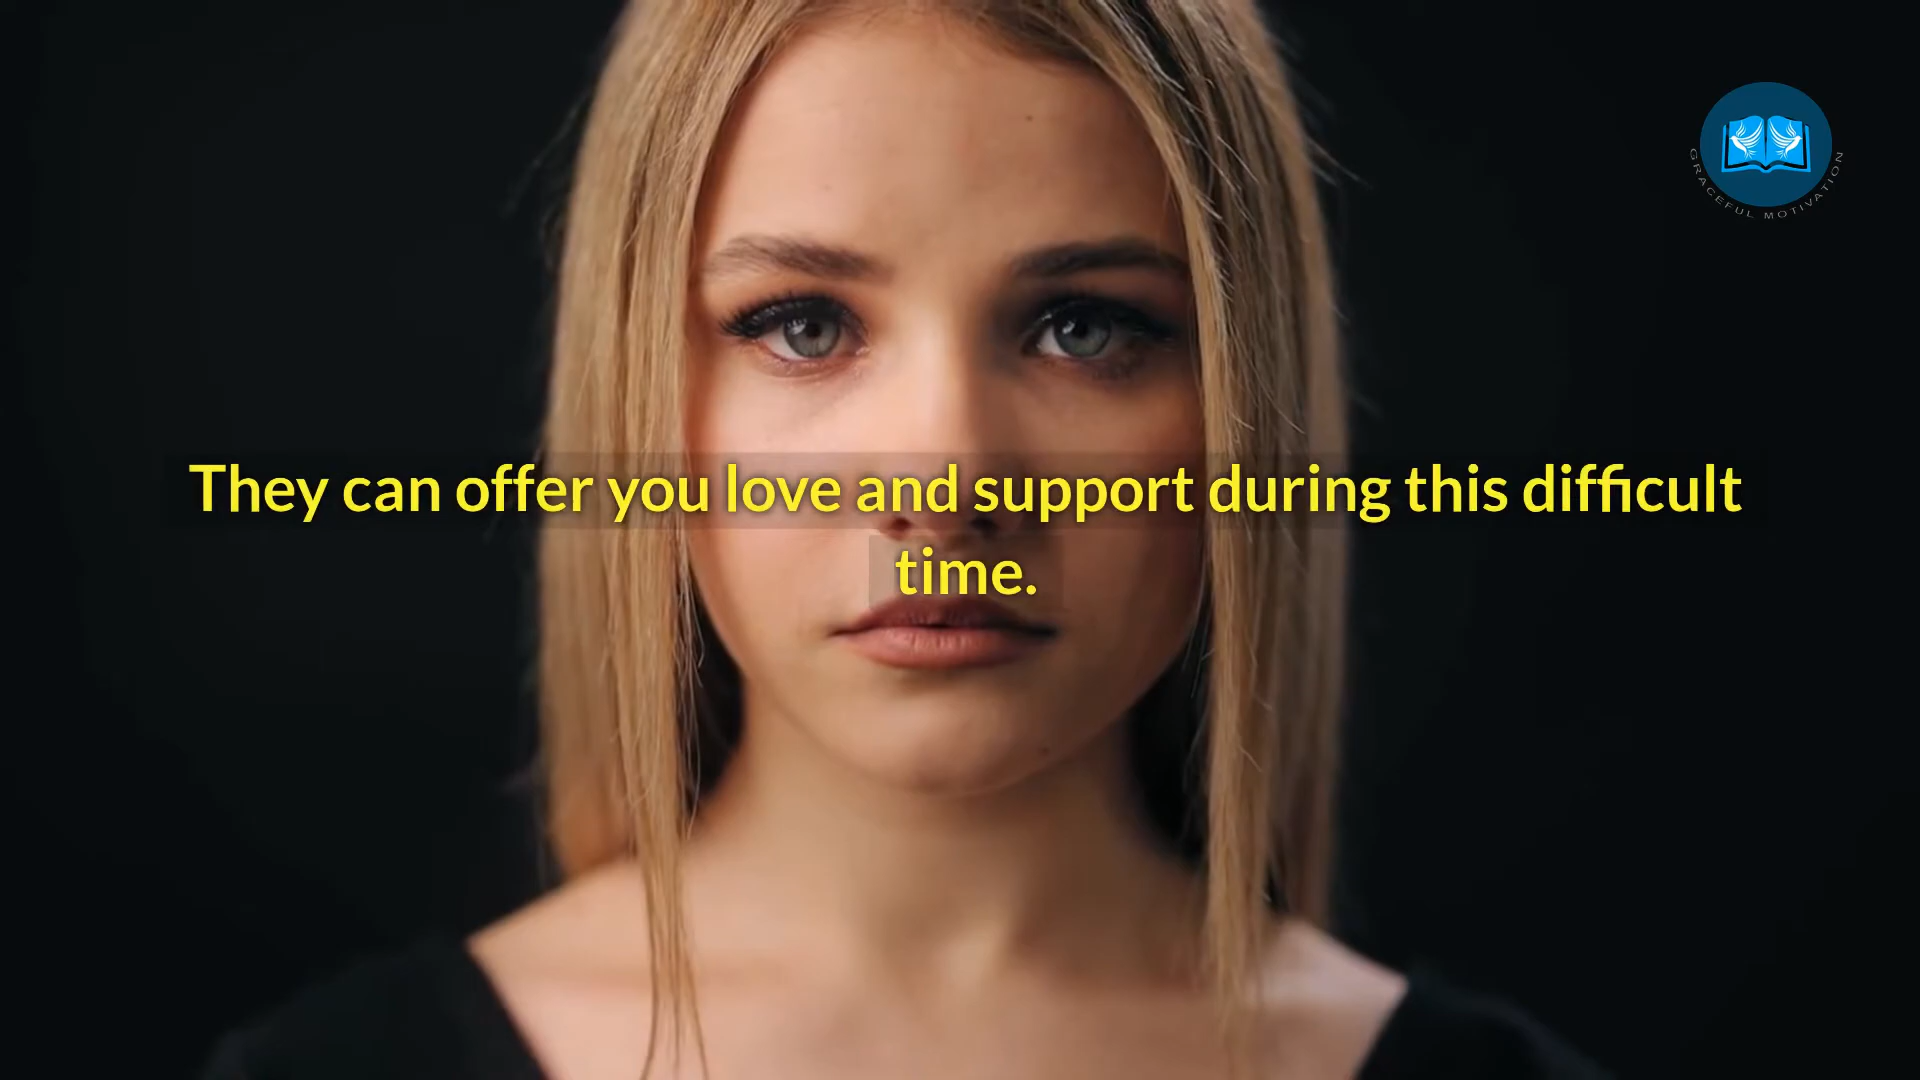 GRACEFUL MOTIVATION
They can offer you love and support during this difficult
time.